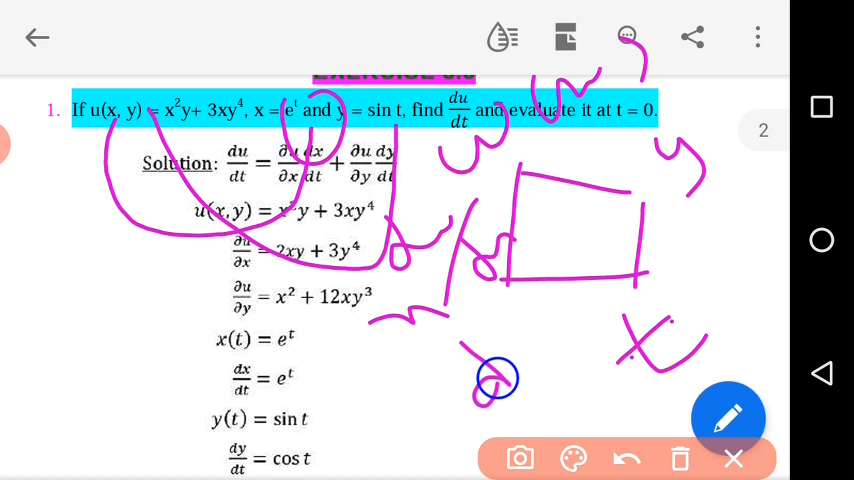 EXERCISE
1. If u(x, y) = x²y+ 3xy⁴, x = eᵗ and y = sin t, find du/dt and evaluate it at t = 0.
2
Solution: du/dt = ∂u/∂x dx/dt + ∂u/∂y dy/dt
u(x,y) = x²y + 3xy⁴
∂u/∂x = 2xy + 3y⁴
∂u/∂y = x² + 12xy³
x(t) = eᵗ
dx/dt = eᵗ
y(t) = sin t
dy/dt = cos t